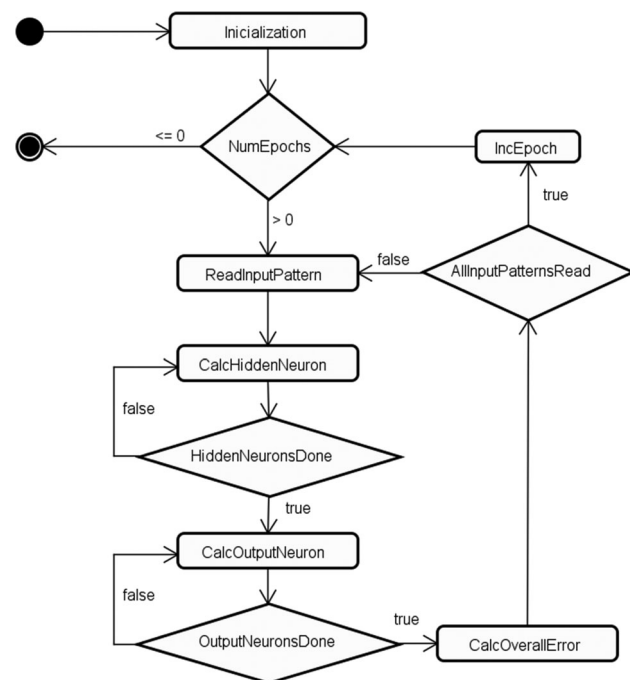 Inicialization
<= 0
NumEpochs
IncEpoch
true
> 0
false
AllInputPatternsRead
ReadInputPattern
CalcHiddenNeuron
false
HiddenNeuronsDone
true
CalcOutputNeuron
false
true
OutputNeuronsDone
CalcOverallError